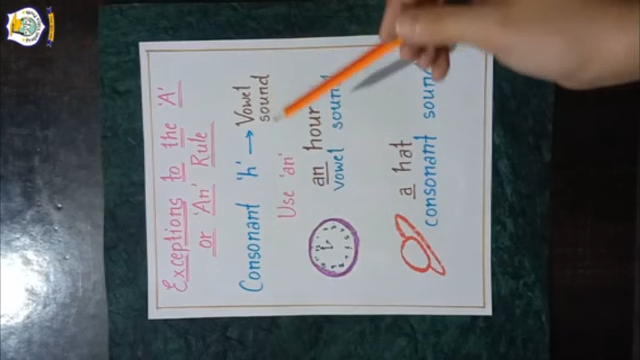 Exceptions to the 'A'
or 'An' Rule
Consonant 'h' → Vowel
sound
Use 'an'
an hour
vowel sound
a hat
consonant sound